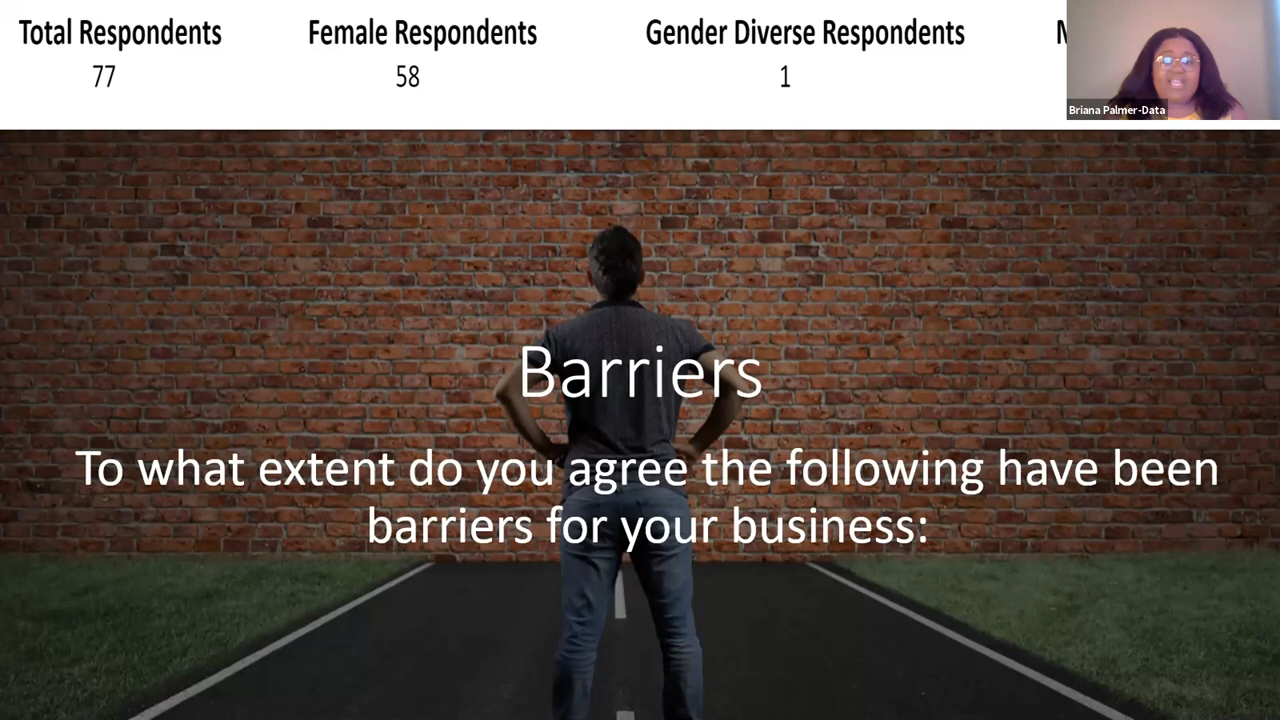 Total Respondents Female Respondents Gender Diverse Respondents
77 58 1
Briana Palmer-Data
Barriers
To what extent do you agree the following have been
barriers for your business: